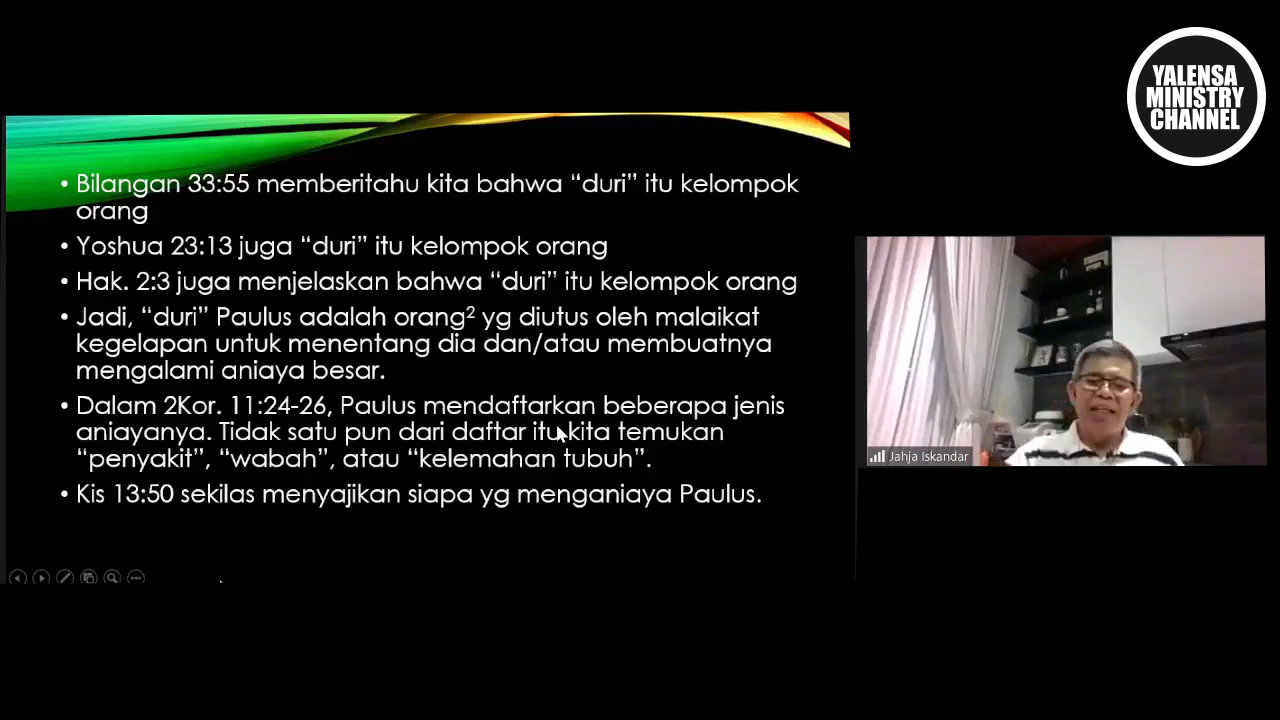 YALENSA
MINISTRY
CHANNEL
• Bilangan 33:55 memberitahu kita bahwa “duri” itu kelompok
orang
• Yoshua 23:13 juga “duri” itu kelompok orang
• Hak. 2:3 juga menjelaskan bahwa “duri” itu kelompok orang
• Jadi, “duri” Paulus adalah orang² yg diutus oleh malaikat
kegelapan untuk menentang dia dan/atau membuatnya
mengalami aniaya besar.
• Dalam 2Kor. 11:24-26, Paulus mendaftarkan beberapa jenis
aniayanya. Tidak satu pun dari daftar itu kita temukan
“penyakit”, “wabah”, atau “kelemahan tubuh”.
• Kis 13:50 sekilas menyajikan siapa yg menganiaya Paulus.
Jahja Iskandar